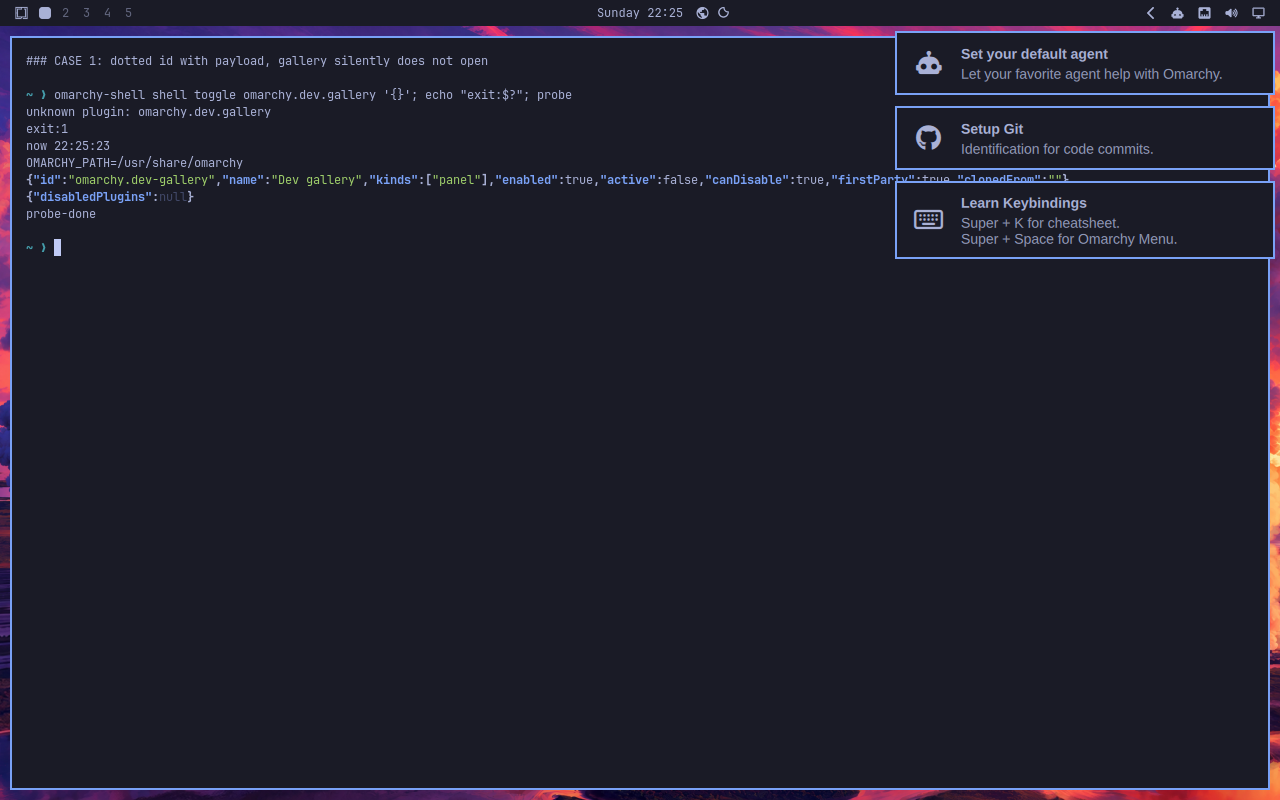 2 3 4 5
Sunday 22:25
### CASE 1: dotted id with payload, gallery silently does not open
~ ❯ omarchy-shell shell toggle omarchy.dev.gallery '{}'; echo "exit:$?"; probe
unknown plugin: omarchy.dev.gallery
exit:1
now 22:25:23
OMARCHY_PATH=/usr/share/omarchy
{"id":"omarchy.dev-gallery","name":"Dev gallery","kinds":["panel"],"enabled":true,"active":false,"canDisable":true,"firstParty":true,"clonedFrom":""}
{"disabledPlugins":null}
probe-done
~ ❯
Set your default agent
Let your favorite agent help with Omarchy.
Setup Git
Identification for code commits.
Learn Keybindings
Super + K for cheatsheet.
Super + Space for Omarchy Menu.